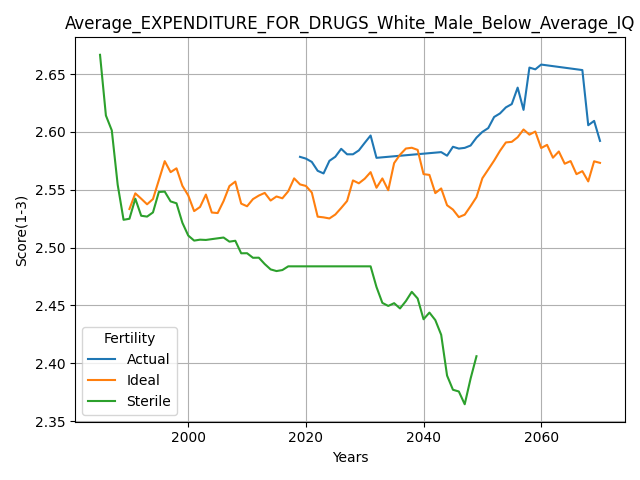 Average_EXPENDITURE_FOR_DRUGS_White_Male_Below_Average_IQ
2.65
2.60
2.55
2.50
2.45
2.40
2.35
Score(1-3)
Fertility
Actual
Ideal
Sterile
2000
2020
2040
2060
Years